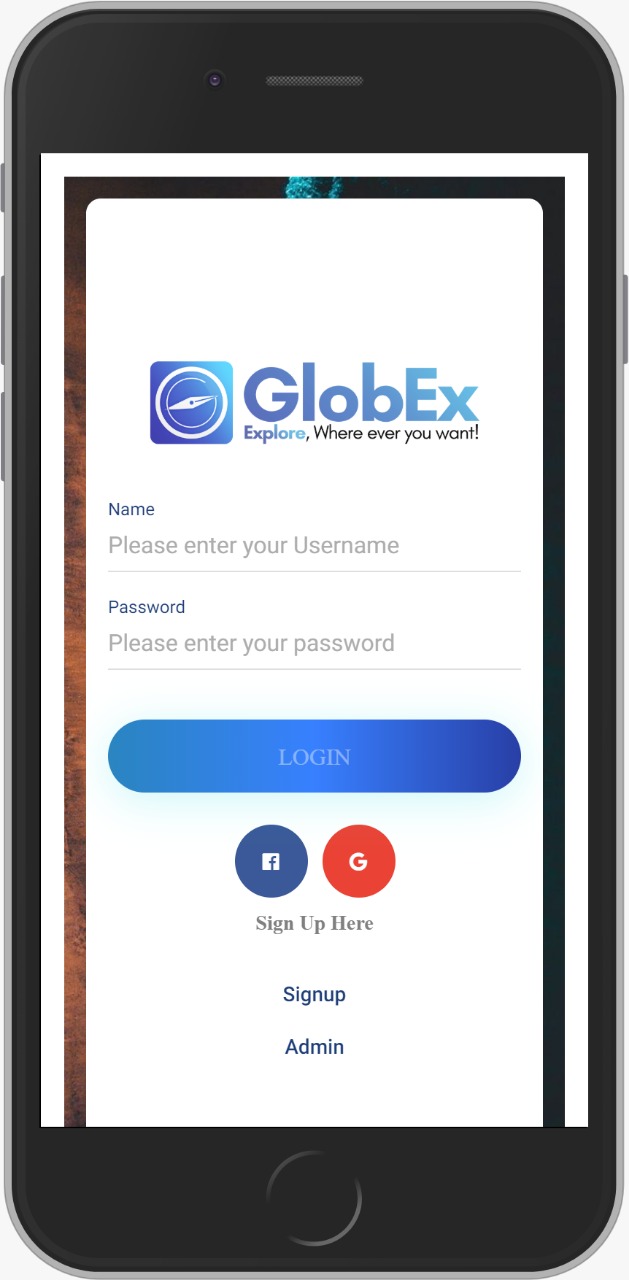 GlobEx
Explore, Where ever you want!
Name
Please enter your Username
Password
Please enter your password
LOGIN
G
Sign Up Here
Signup
Admin